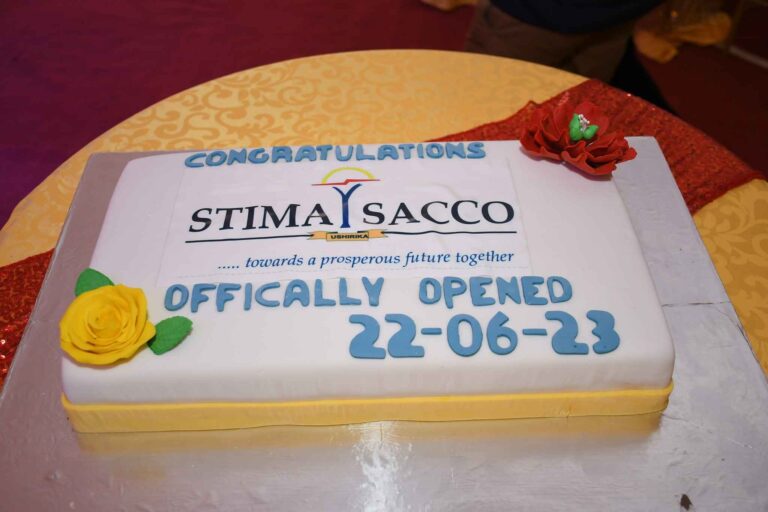 CONGRATULATIONS
STIMA SACCO
USHIRIKA
..... towards a prosperous future together
OFFICALLY OPENED
22-06-23